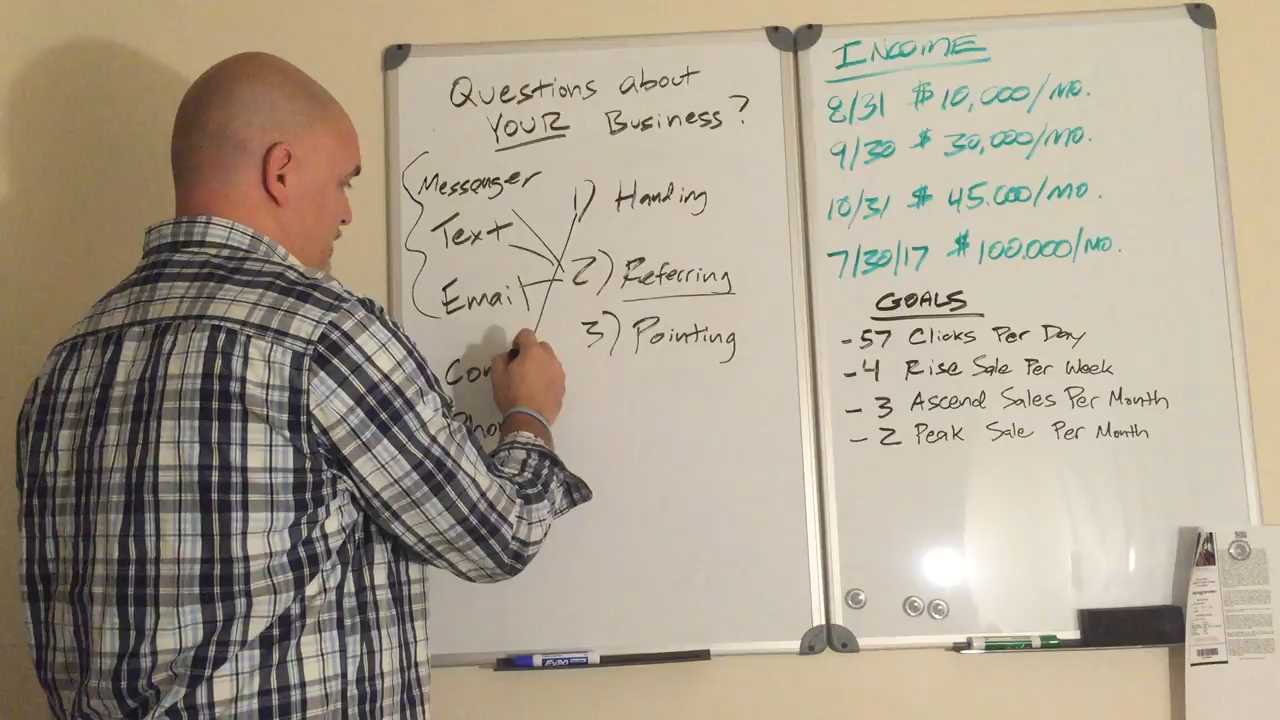 Questions about
YOUR Business?
Messenger
Text
Email
1) Handing
2) Referring
3) Pointing
INCOME
8/31 $10,000/mo.
9/30 $30,000/mo.
10/31 $45.000/mo.
7/30/17 $100.000/mo.
GOALS
-57 Clicks Per Day
-4 Rise Sale Per Week
-3 Ascend Sales Per Month
-2 Peak Sale Per Month
EXPO